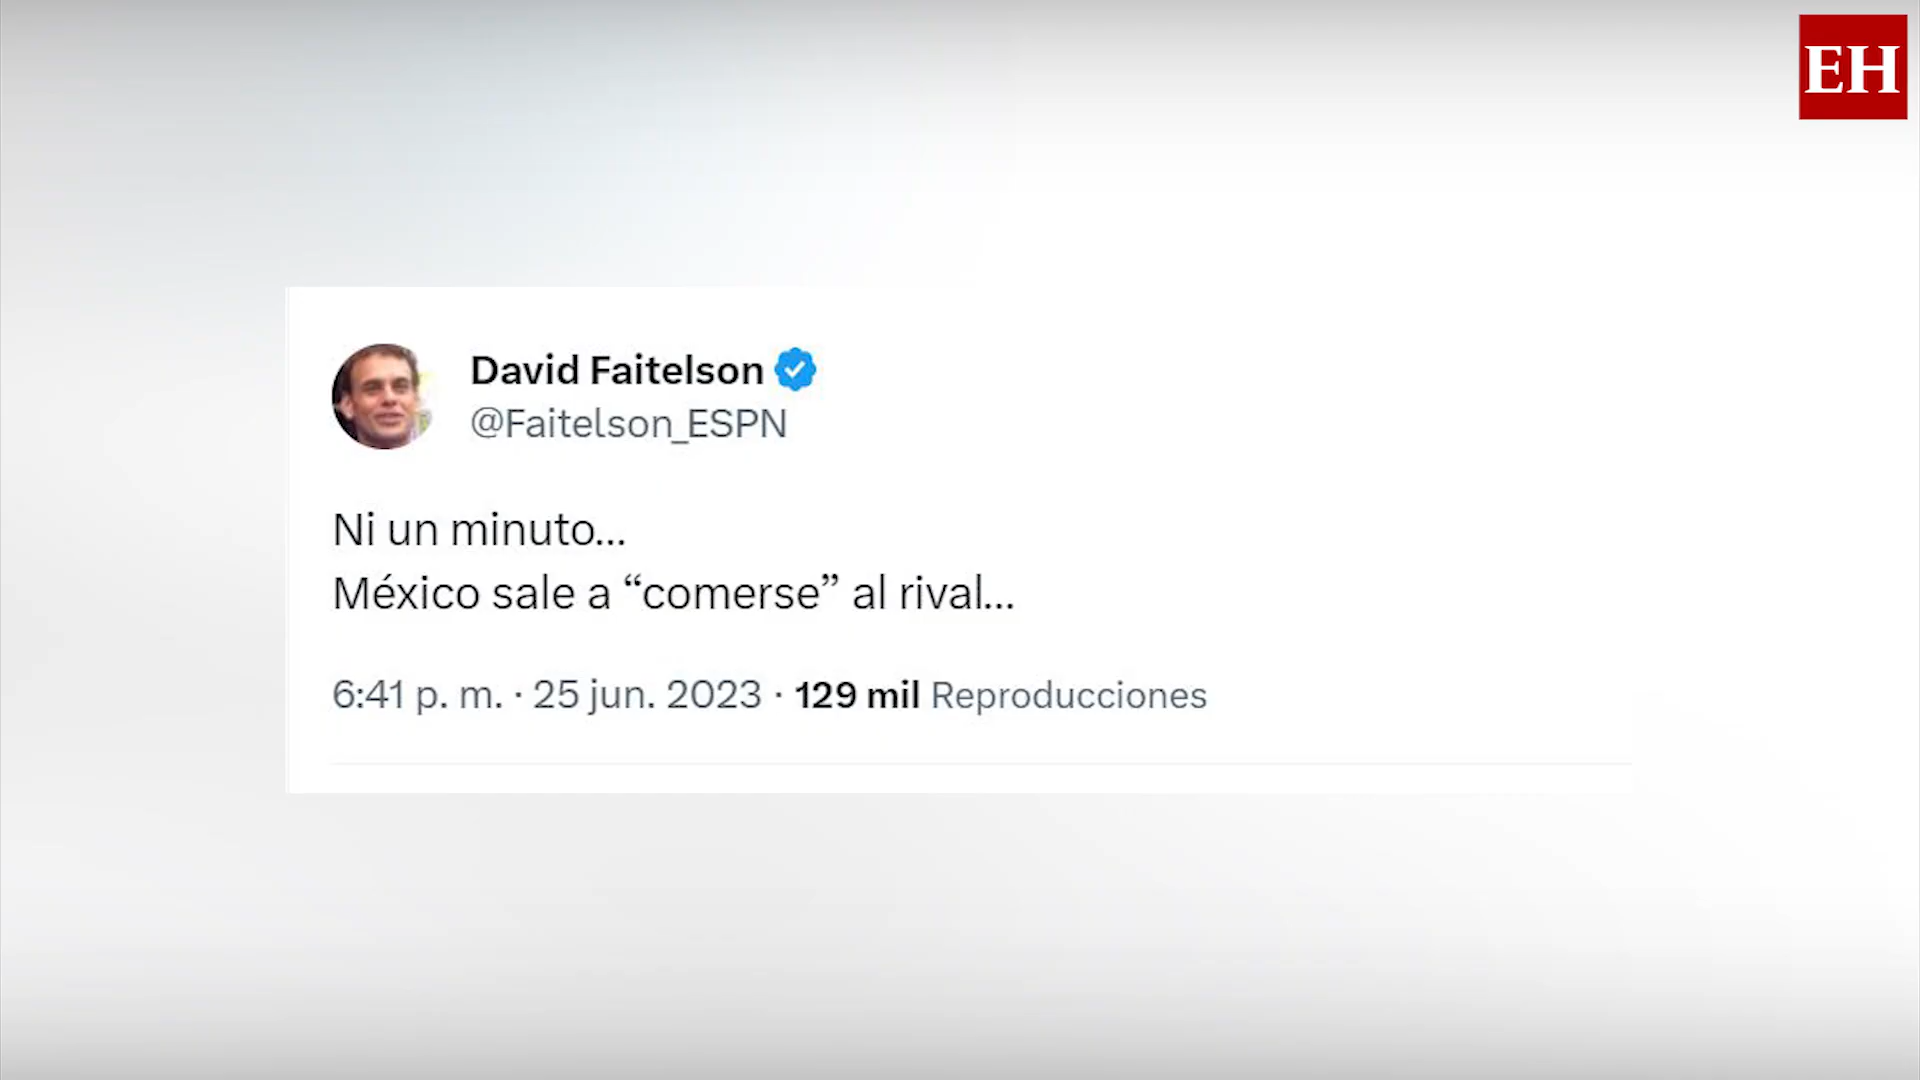 EH
David Faitelson
@Faitelson_ESPN
Ni un minuto...
México sale a “comerse” al rival...
6:41 p. m. · 25 jun. 2023 · 129 mil Reproducciones